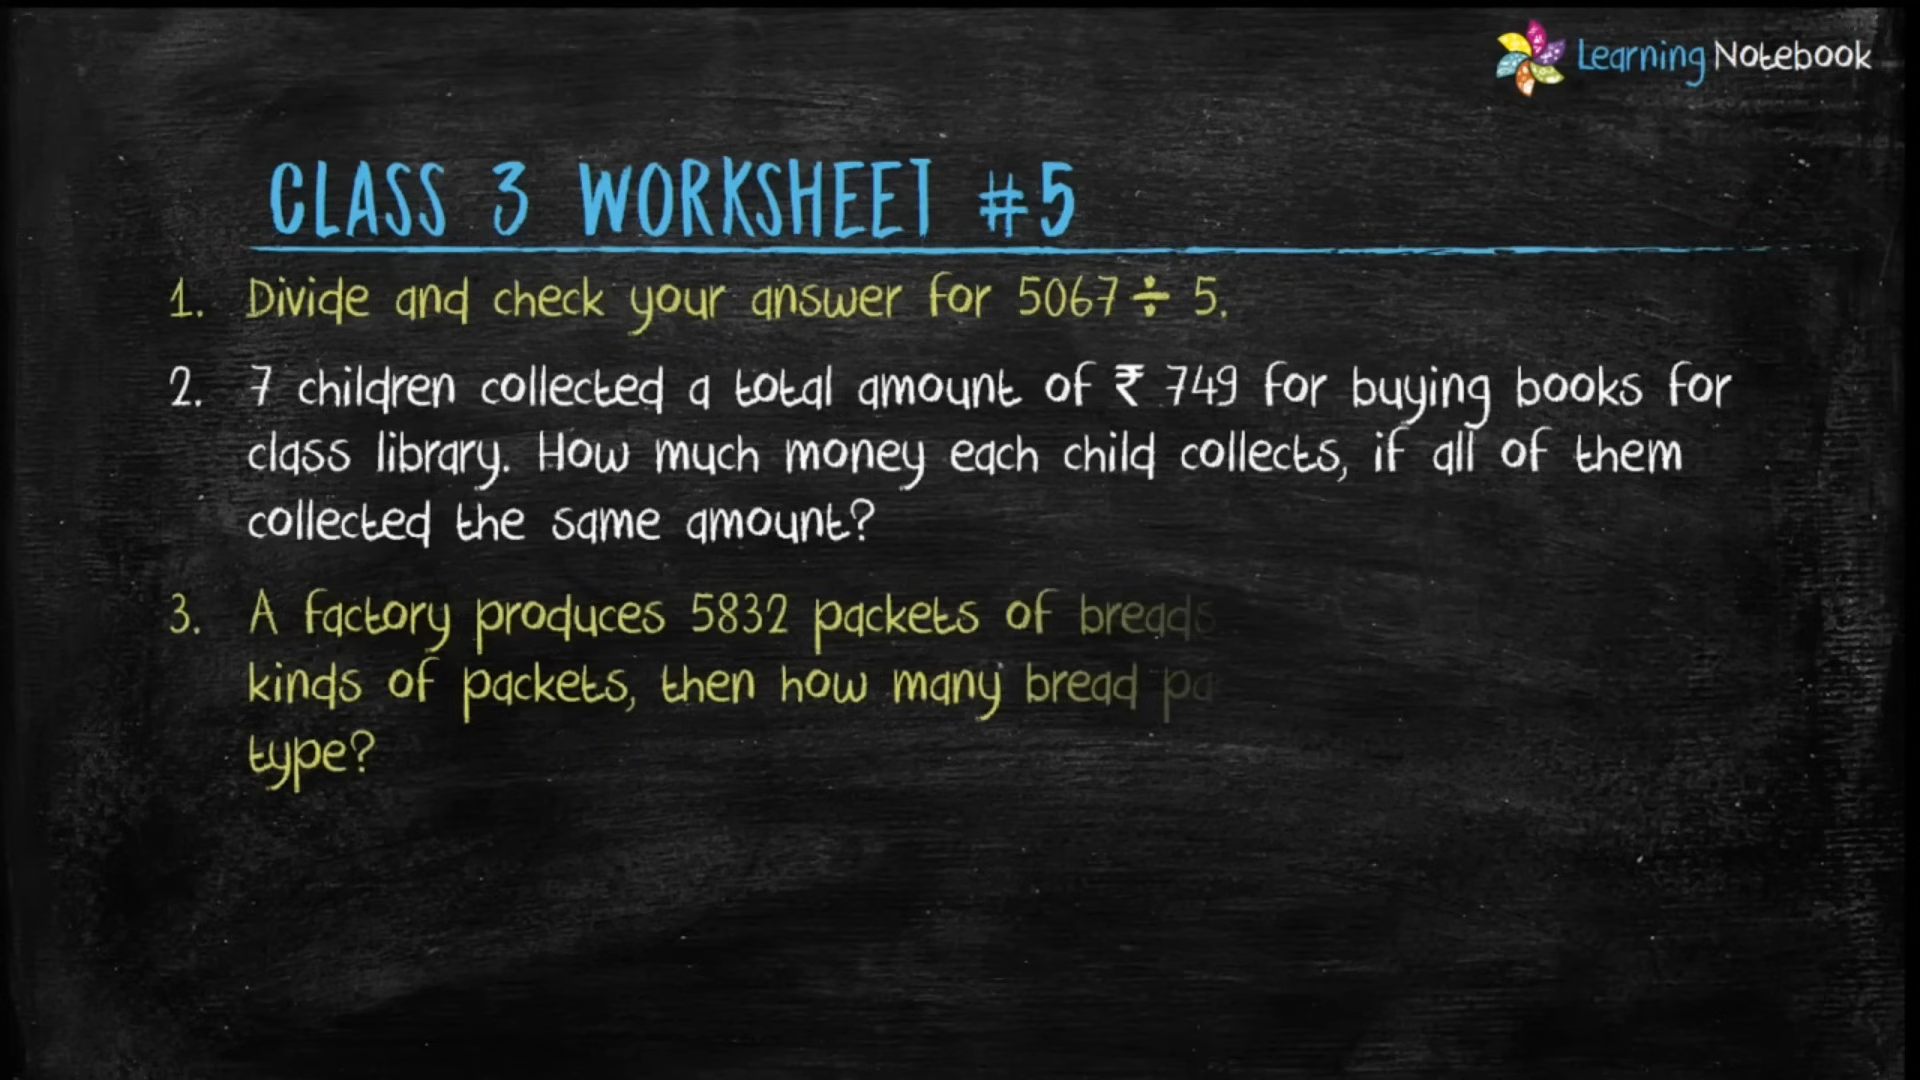 Learning Notebook
CLASS 3 WORKSHEET #5
1. Divide and check your answer for 5067 ÷ 5.
2. 7 children collected a total amount of ₹ 749 for buying books for
class library. How much money each child collects, if all of them
collected the same amount?
3. A factory produces 5832 packets of breads
kinds of packets, then how many bread
type?